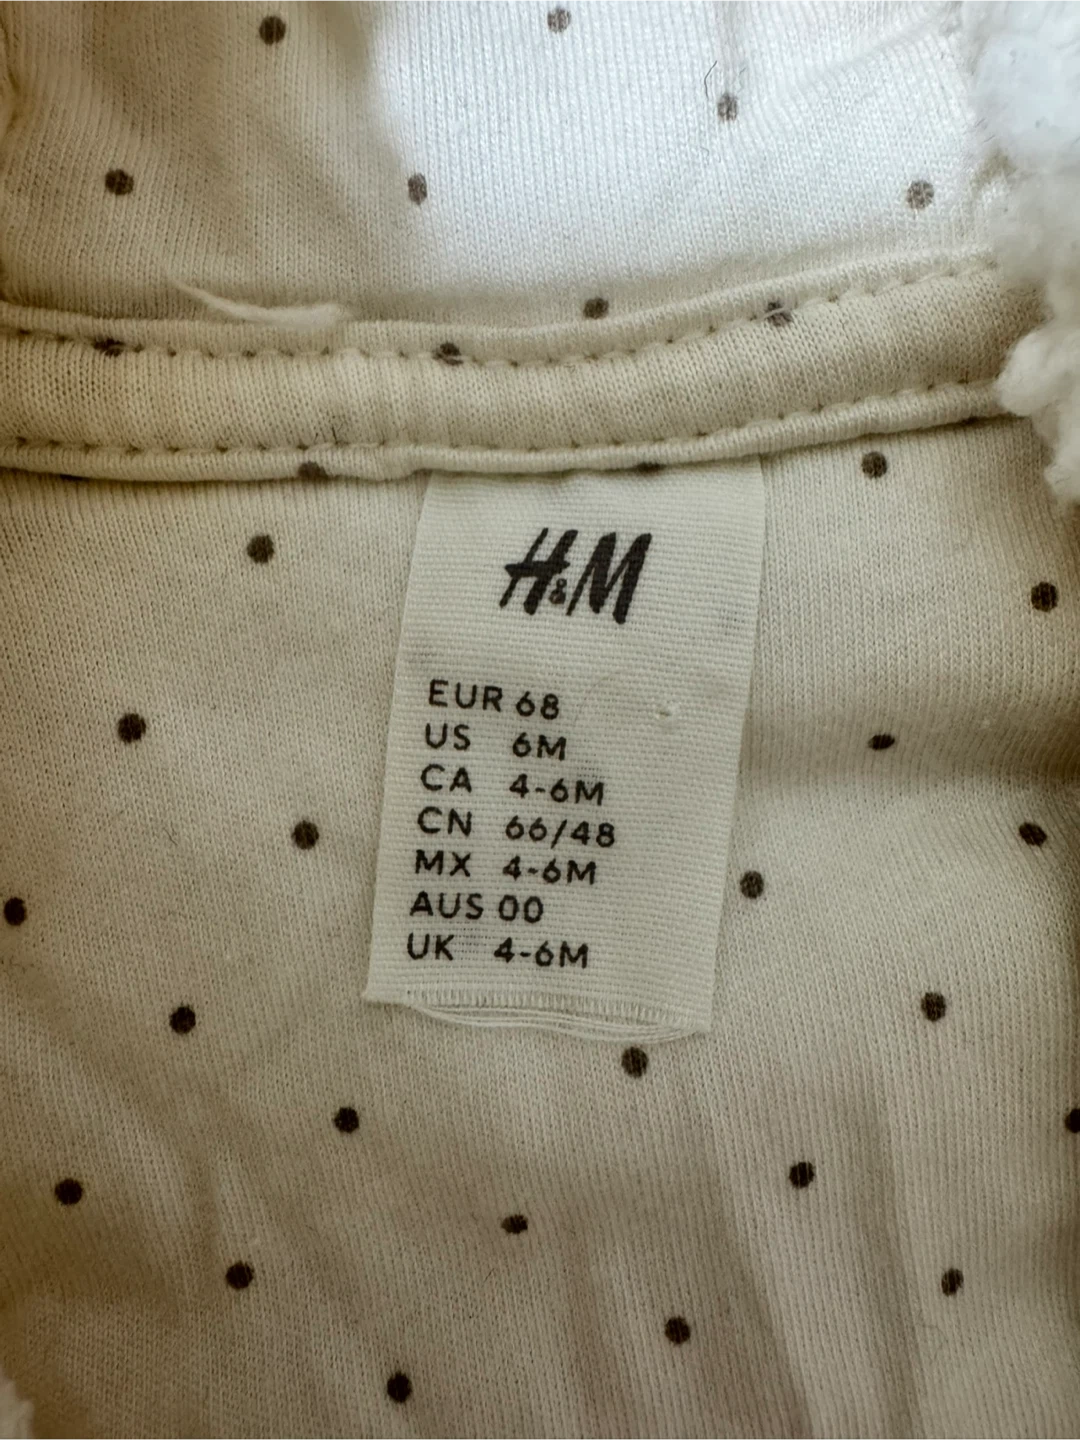 H&M
EUR 68
US 6M
CA 4-6M
CN 66/48
MX 4-6M
AUS 00
UK 4-6M